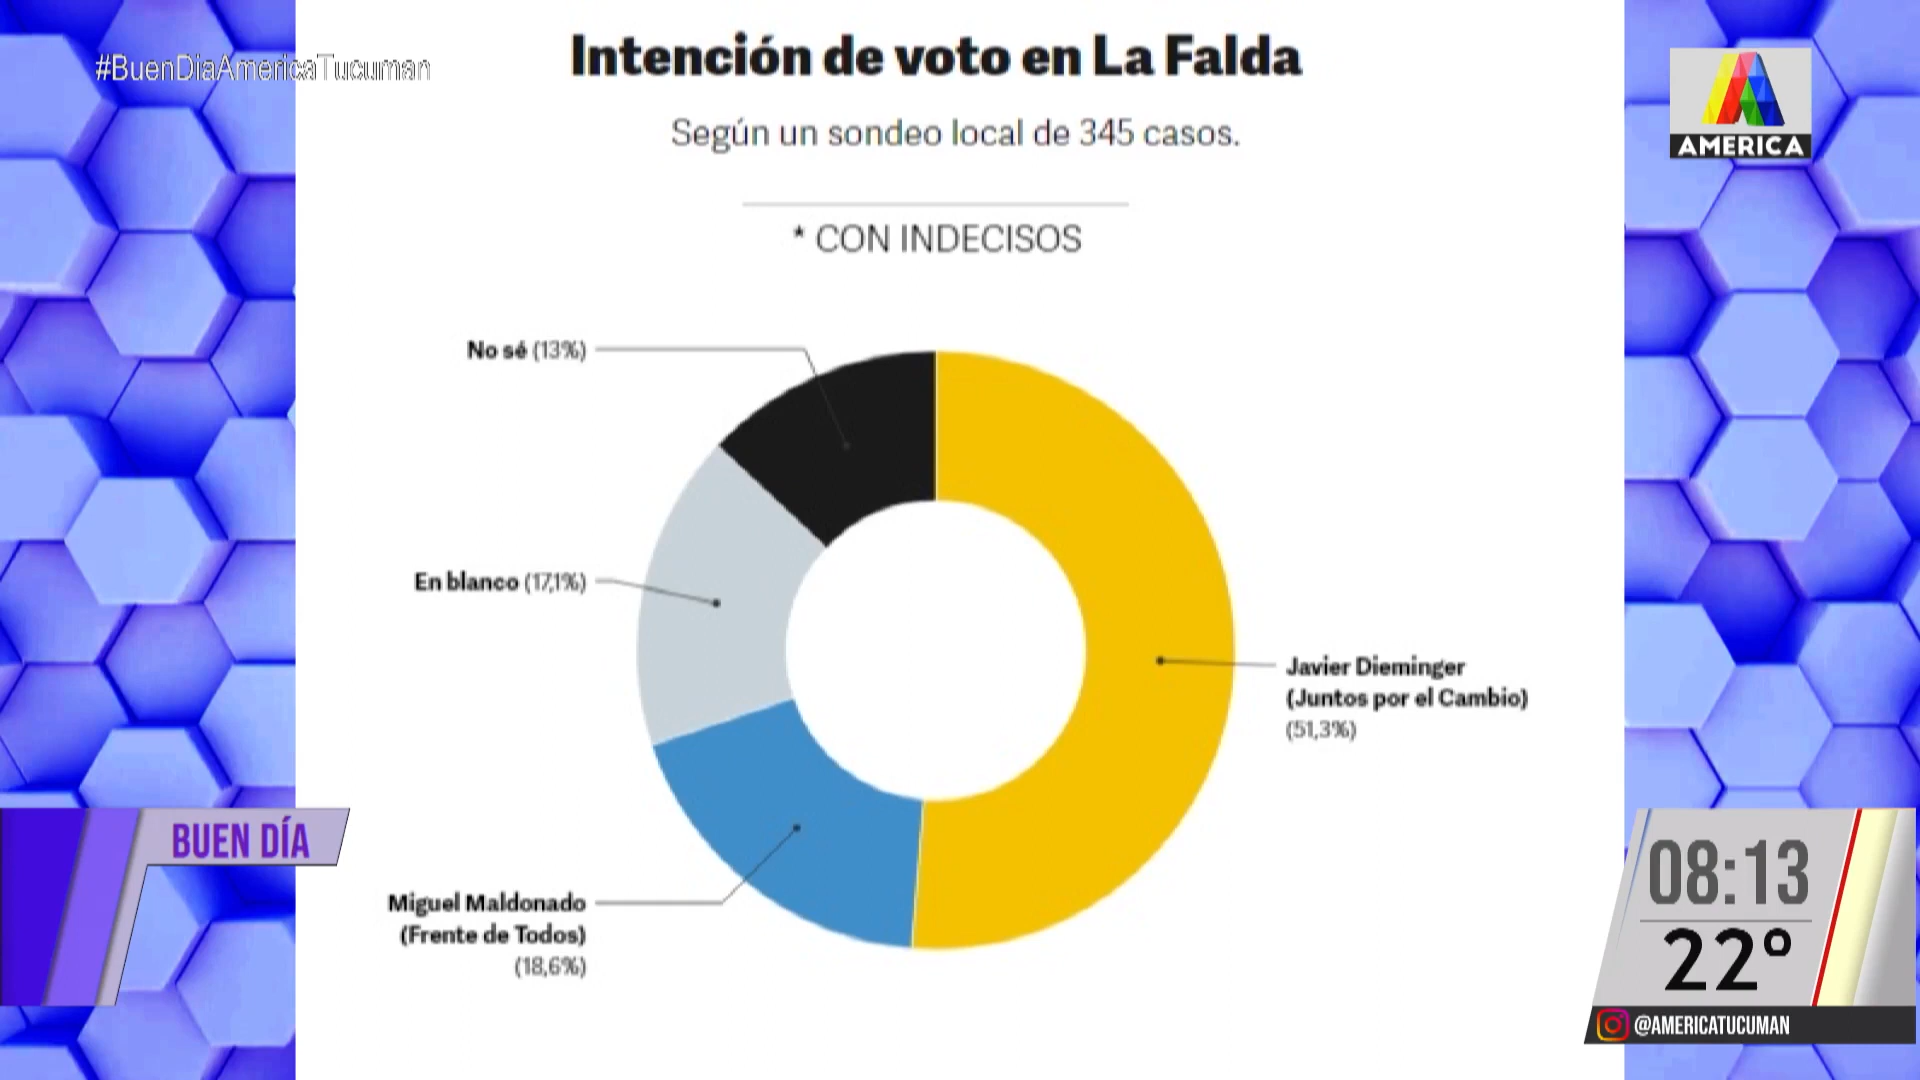 #BuenDiaAmericaTucuman
Intención de voto en La Falda
Según un sondeo local de 345 casos.
* CON INDECISOS
AMERICA
No sé (13%)
En blanco (17,1%)
Javier Dieminger
(Juntos por el Cambio)
(51,3%)
Miguel Maldonado
(Frente de Todos)
(18,6%)
BUEN DÍA
08:13
22°
@AMERICATUCUMAN